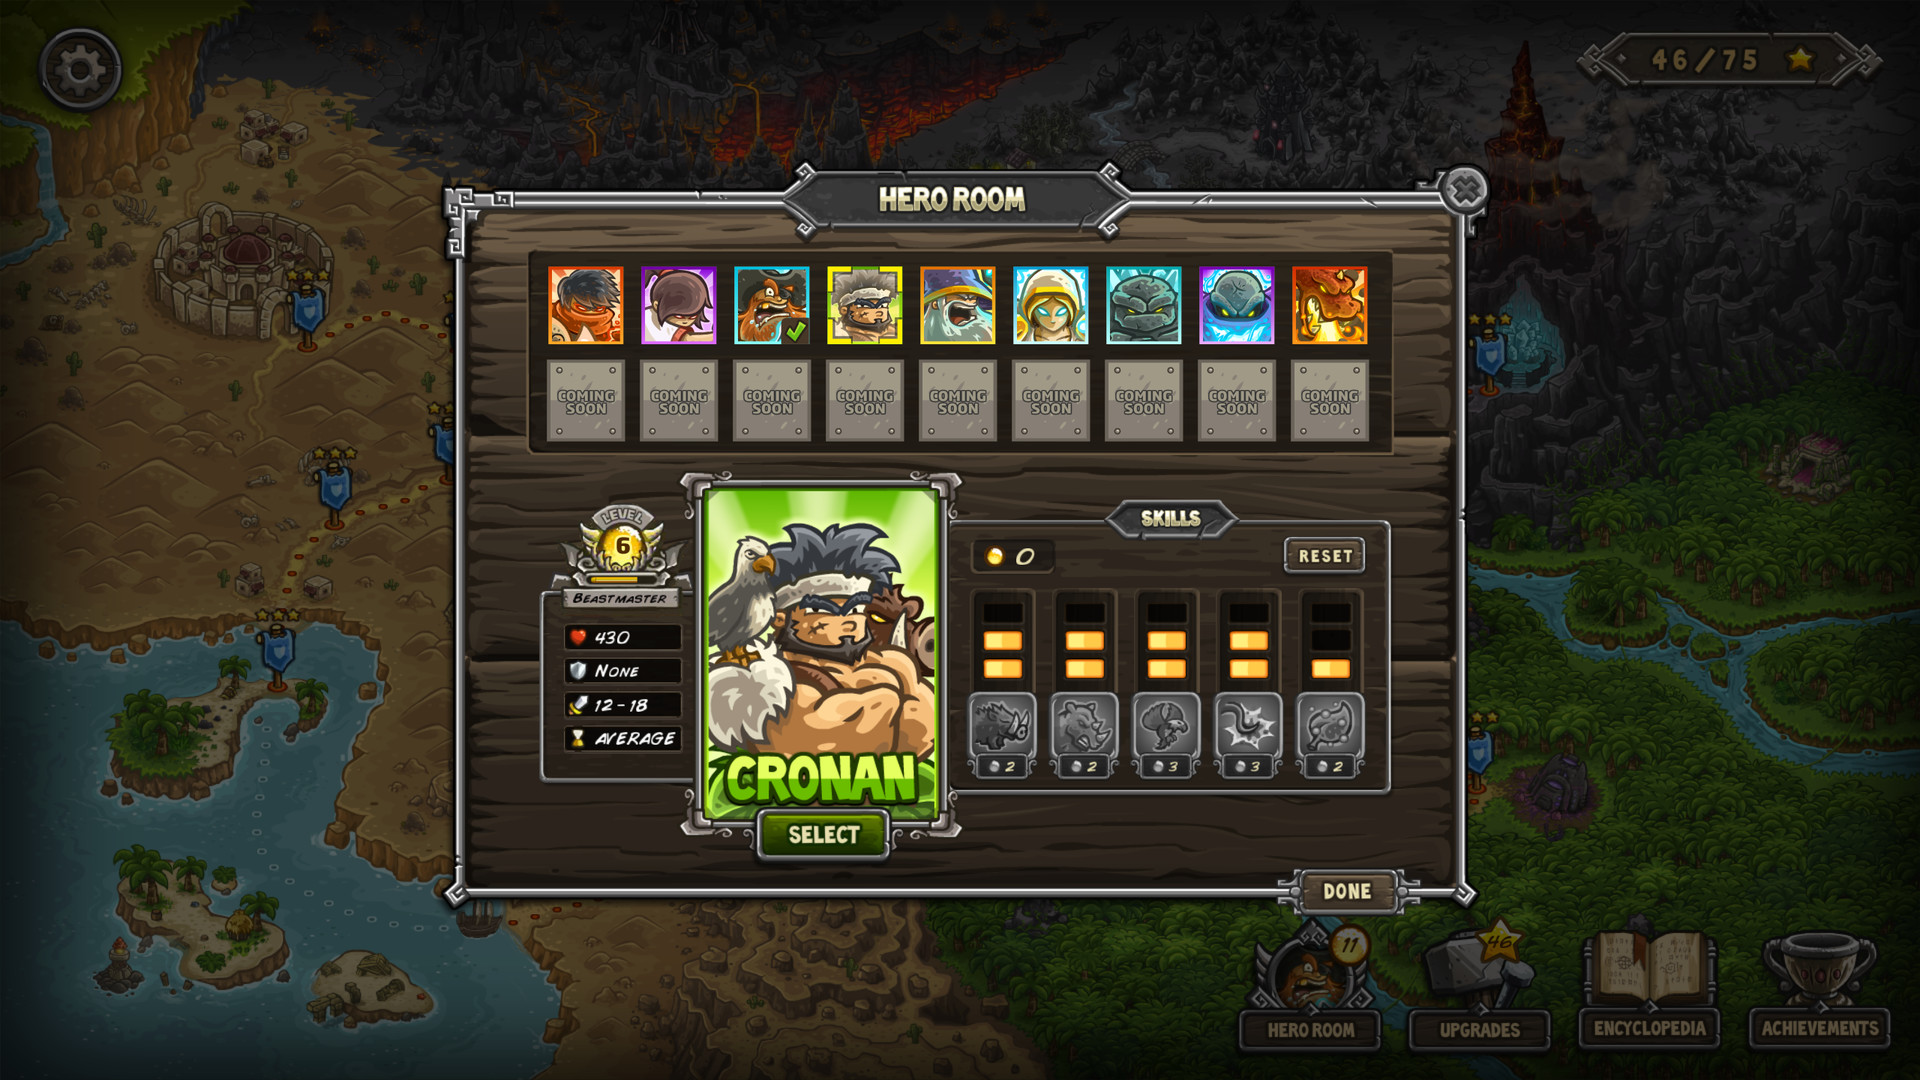 46/75
HERO ROOM
COMING SOON
COMING SOON
COMING SOON
COMING SOON
COMING SOON
COMING SOON
COMING SOON
COMING SOON
COMING SOON
LEVEL
6
BEASTMASTER
430
NONE
12 - 18
AVERAGE
CRONAN
SELECT
SKILLS
0
RESET
2
2
3
3
2
DONE
11
46
HERO ROOM
UPGRADES
ENCYCLOPEDIA
ACHIEVEMENTS